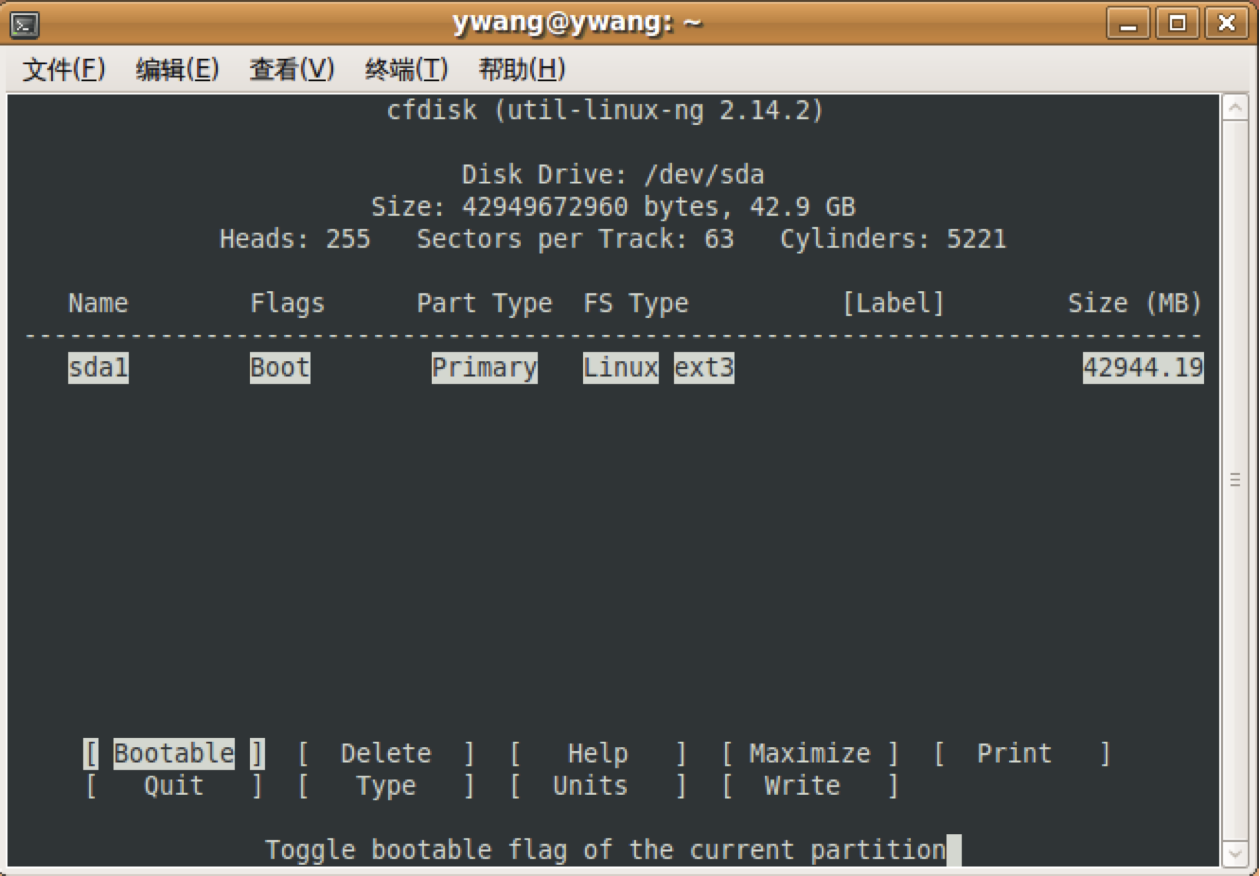 ywang@ywang: ~
文件(F) 编辑(E) 查看(V) 终端(T) 帮助(H)
cfdisk (util-linux-ng 2.14.2)
Disk Drive: /dev/sda
Size: 42949672960 bytes, 42.9 GB
Heads: 255 Sectors per Track: 63 Cylinders: 5221
Name Flags Part Type FS Type [Label] Size (MB)
------------------------------------------------------------------------------
sda1 Boot Primary Linux ext3 42944.19
[ Bootable ] [ Delete ] [ Help ] [ Maximize ] [ Print ]
[ Quit ] [ Type ] [ Units ] [ Write ]
Toggle bootable flag of the current partition